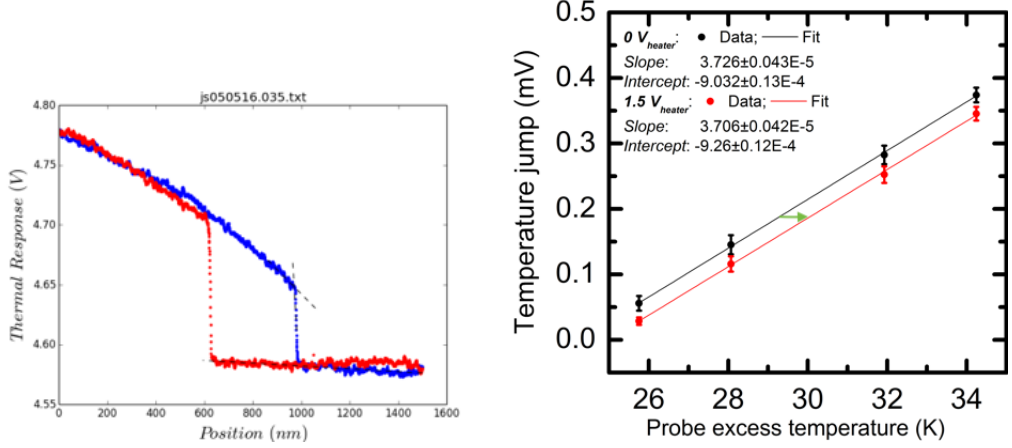 js050516.035.txt
4.80
4.75
4.70
4.65
4.60
4.55
Thermal Response (V)
0 200 400 600 800 1000 1200 1400 1600
Position (nm)
0.5
0.4
0.3
0.2
0.1
0.0
Temperature jump (mV)
0 Vheater: Data; Fit
Slope: 3.726±0.043E-5
Intercept: -9.032±0.13E-4
1.5 Vheater: Data; Fit
Slope: 3.706±0.042E-5
Intercept: -9.26±0.12E-4
26 28 30 32 34
Probe excess temperature (K)